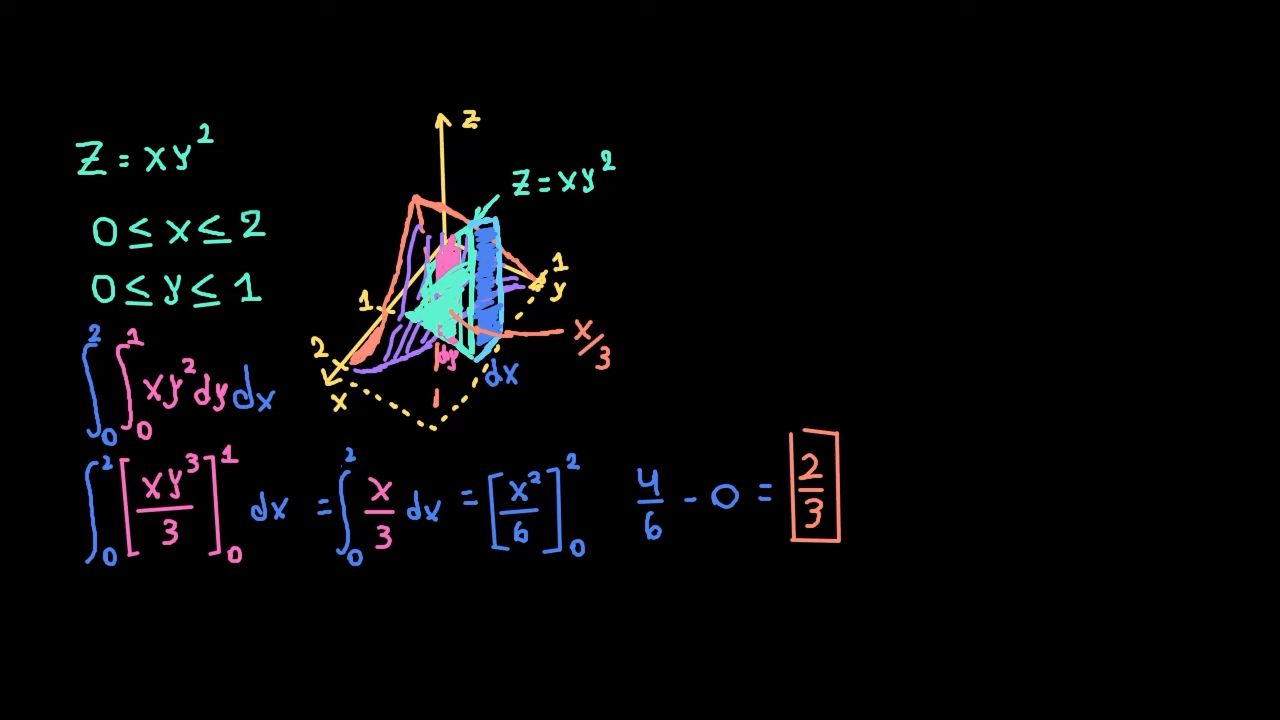 z = xy²
0 ≤ x ≤ 2
0 ≤ y ≤ 1
z
z = xy²
1
y
1
2
x
dy
dx
x/3
∫₀² ∫₀¹ xy² dy dx
∫₀² [xy³/3]₀¹ dx = ∫₀² x/3 dx = [x²/6]₀² 4/6 - 0 = 2/3